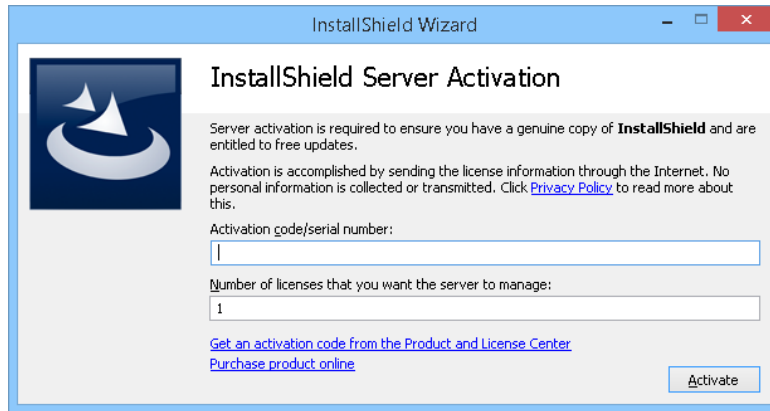 InstallShield Wizard
InstallShield Server Activation
Server activation is required to ensure you have a genuine copy of InstallShield and are
entitled to free updates.
Activation is accomplished by sending the license information through the Internet. No
personal information is collected or transmitted. Click Privacy Policy to read more about
this.
Activation code/serial number:
Number of licenses that you want the server to manage:
1
Get an activation code from the Product and License Center
Purchase product online
Activate